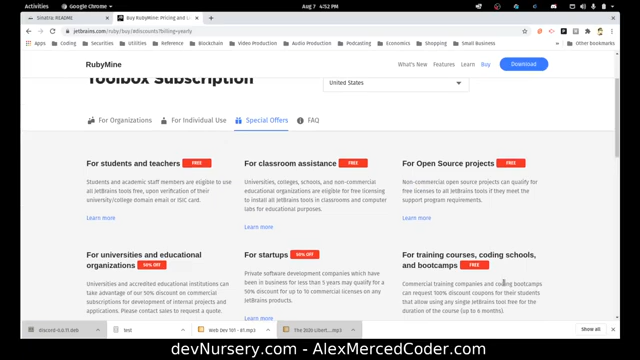 Activities
Aug 7 4:52 PM
Sinatra: README
Buy RubyMine: Pricing and L
jetbrains.com/ruby/buy/#discounts?billing=yearly
Apps Code Books Blockchain Video Production Audio Production Podcasting Economics Shopping Small Business Other bookmarks
RubyMine
What's New Features Learn Buy Download
Toolbox Subscription
United States
For Organizations For Individual Use Special Offers FAQ
For students and teachers FREE
Students and academic staff members are eligible to
use all JetBrains tools free, upon verification of their
university/college domain email or ISIC card.
Learn more
For classroom assistance FREE
Universities, colleges, schools, and non-commercial
educational organizations are eligible for free licensing
to install all JetBrains tools in classrooms and computer
labs for educational purposes.
Learn more
For Open Source projects FREE
Non-commercial open source projects can qualify for
free licenses to all JetBrains tools if they meet the
support program requirements.
Learn more
For universities and educational
organizations 50% OFF
Universities and accredited educational institutions can
take advantage of our 50% discount on commercial
subscriptions for development of internal projects and
applications. Please contact sales to obtain a quote.
Contact sales
For startups 50% OFF
Private software development companies which have
been in business for less than 5 years may qualify for a
50% discount for up to 10 commercial licenses on any
JetBrains product.
Learn more
For training courses, coding schools,
and bootcamps FREE
Commercial training companies and coding bootcamps
can request 100% discount coupons for their students
that allow using any single JetBrains tool free for the
duration of the course (up to 6 months).
discord-0.0.11.deb
test
Web Dev 101 - #1.mp3
The 2020 Libert....mp3
Show all
devNursery.com - AlexMercedCoder.com